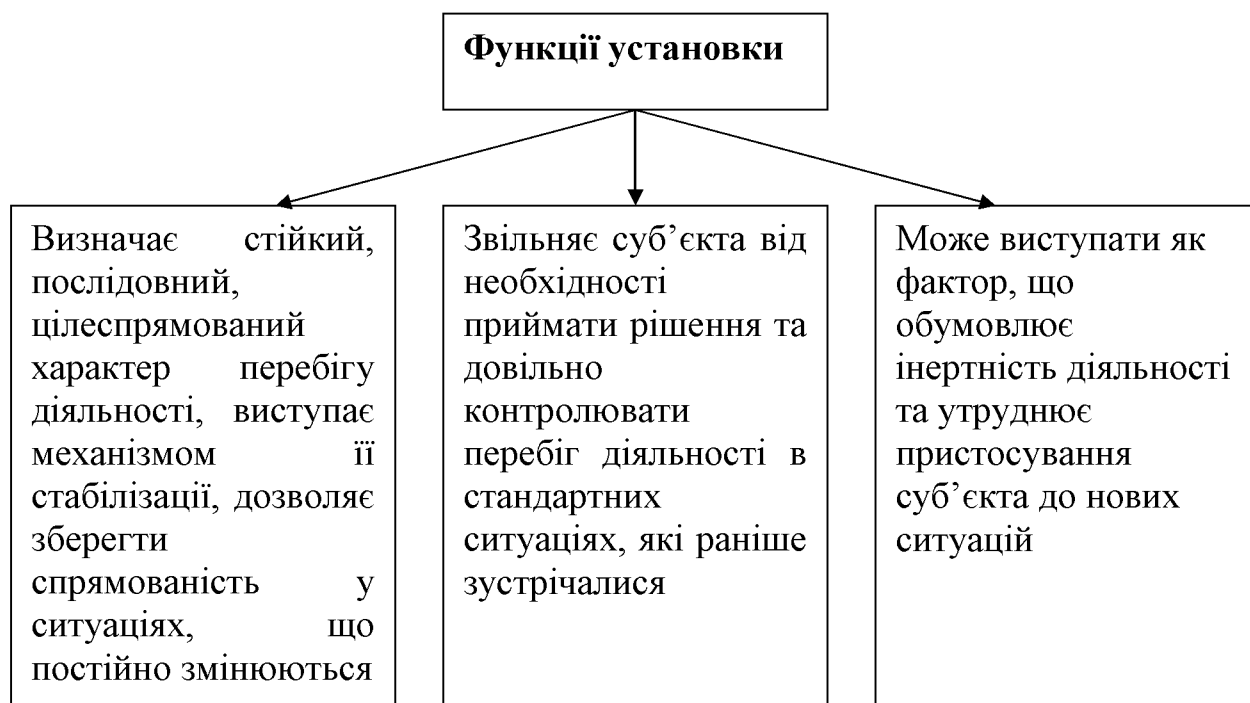 Функції установки
Визначає стійкий,
послідовний,
цілеспрямований
характер перебігу
діяльності, виступає
механізмом її
стабілізації, дозволяє
зберегти
спрямованість у
ситуаціях, що
постійно змінюються
Звільняє суб’єкта від
необхідності
приймати рішення та
довільно
контролювати
перебіг діяльності в
стандартних
ситуаціях, які раніше
зустрічалися
Може виступати як
фактор, що
обумовлює
інертність діяльності
та утруднює
пристосування
суб’єкта до нових
ситуацій